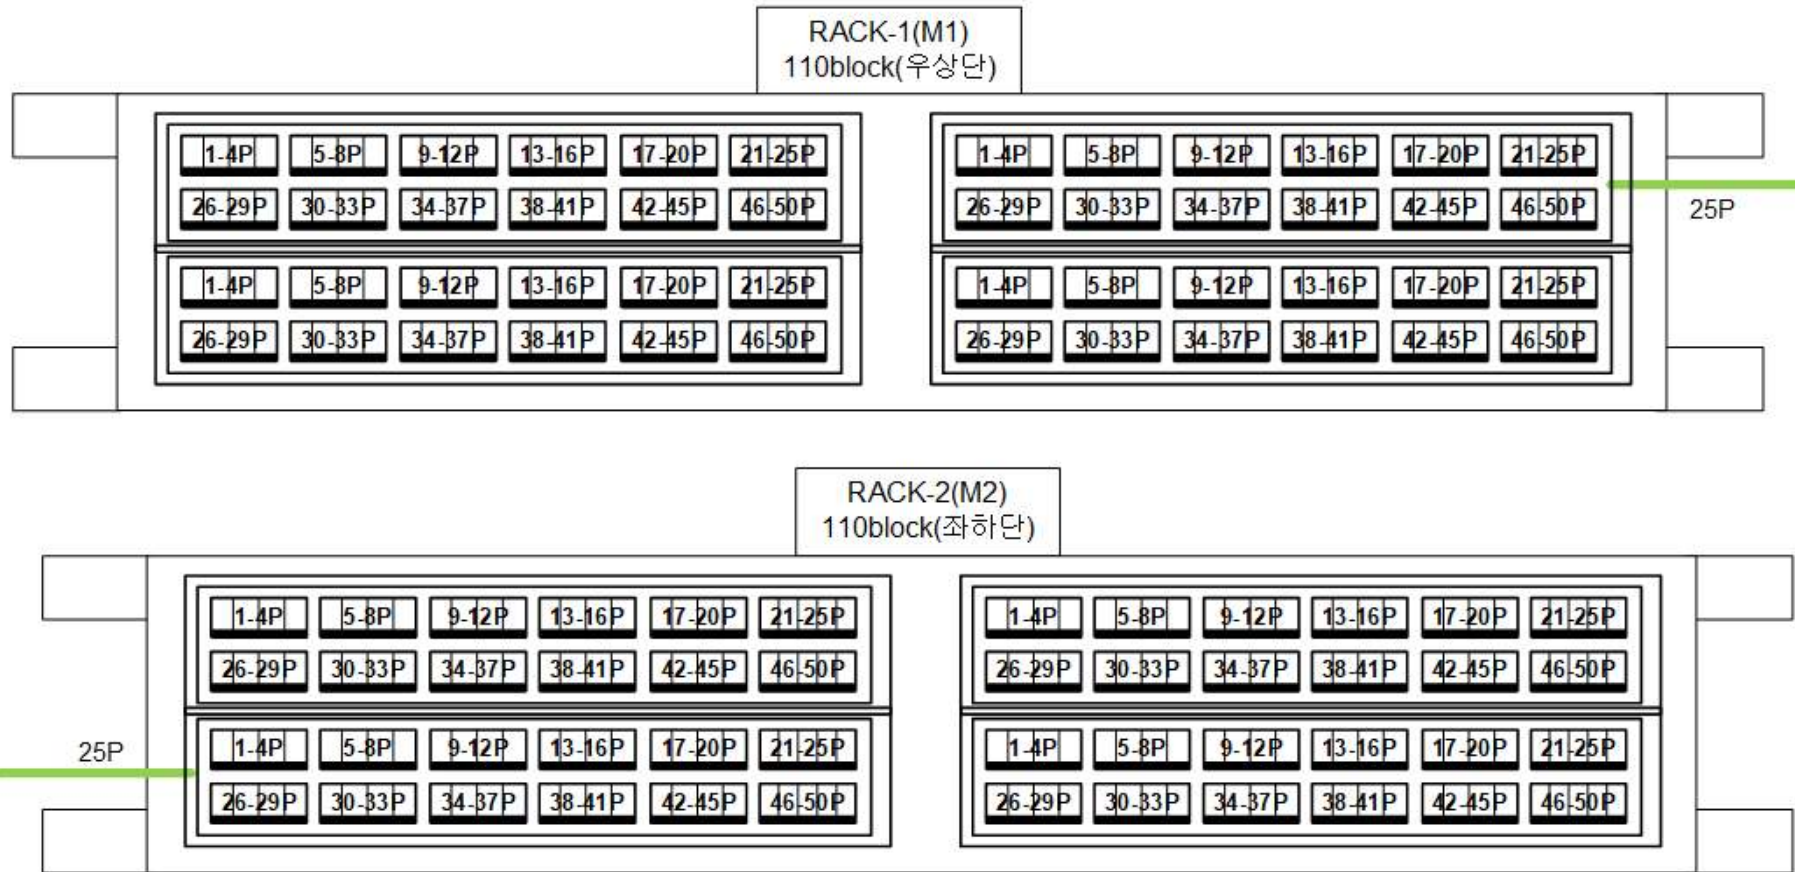 RACK-1(M1)
110block(우상단)
1-4P 5-8P 9-12P 13-16P 17-20P 21-25P 1-4P 5-8P 9-12P 13-16P 17-20P 21-25P
26-29P 30-33P 34-37P 38-41P 42-45P 46-50P 26-29P 30-33P 34-37P 38-41P 42-45P 46-50P
25P
1-4P 5-8P 9-12P 13-16P 17-20P 21-25P 1-4P 5-8P 9-12P 13-16P 17-20P 21-25P
26-29P 30-33P 34-37P 38-41P 42-45P 46-50P 26-29P 30-33P 34-37P 38-41P 42-45P 46-50P
RACK-2(M2)
110block(좌하단)
1-4P 5-8P 9-12P 13-16P 17-20P 21-25P 1-4P 5-8P 9-12P 13-16P 17-20P 21-25P
26-29P 30-33P 34-37P 38-41P 42-45P 46-50P 26-29P 30-33P 34-37P 38-41P 42-45P 46-50P
25P
1-4P 5-8P 9-12P 13-16P 17-20P 21-25P 1-4P 5-8P 9-12P 13-16P 17-20P 21-25P
26-29P 30-33P 34-37P 38-41P 42-45P 46-50P 26-29P 30-33P 34-37P 38-41P 42-45P 46-50P